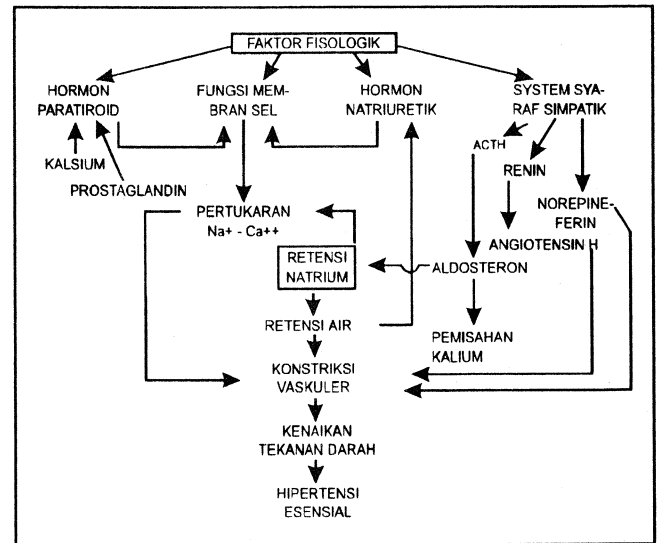 FAKTOR FISOLOGIK
HORMON
PARATIROID
FUNGSI MEM-
BRAN SEL
HORMON
NATRIURETIK
SYSTEM SYA-
RAF SIMPATIK
KALSIUM
PROSTAGLANDIN
ACTH
RENIN
NOREPINE-
FERIN
PERTUKARAN
Na+ - Ca++
ANGIOTENSIN H
RETENSI
NATRIUM
ALDOSTERON
RETENSI AIR
PEMISAHAN
KALIUM
KONSTRIKSI
VASKULER
KENAIKAN
TEKANAN DARAH
HIPERTENSI
ESENSIAL